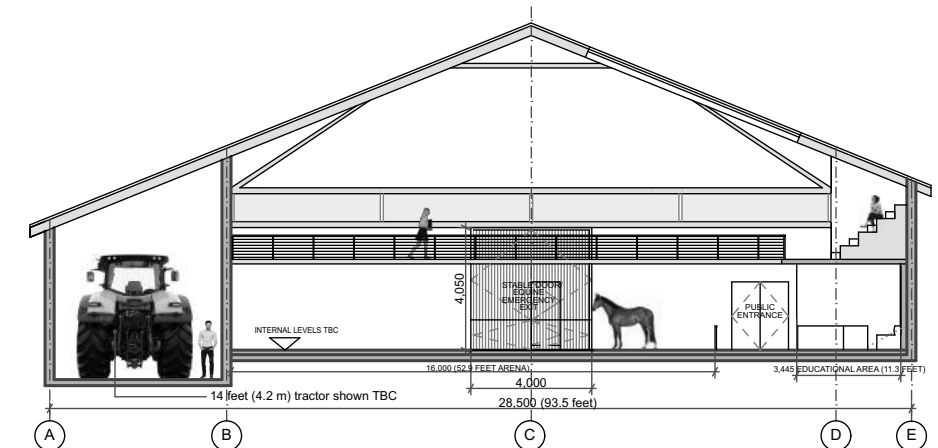 STABLE DOOR/
EQUINE
EMERGENCY
EXIT
4,050
PUBLIC
ENTRANCE
INTERNAL LEVELS TBC
16,000 (52.9 FEET ARENA)
3,445 EDUCATIONAL AREA (11.3 FEET)
4,000
14 feet (4.2 m) tractor shown TBC
28,500 (93.5 feet)
A
B
C
D
E